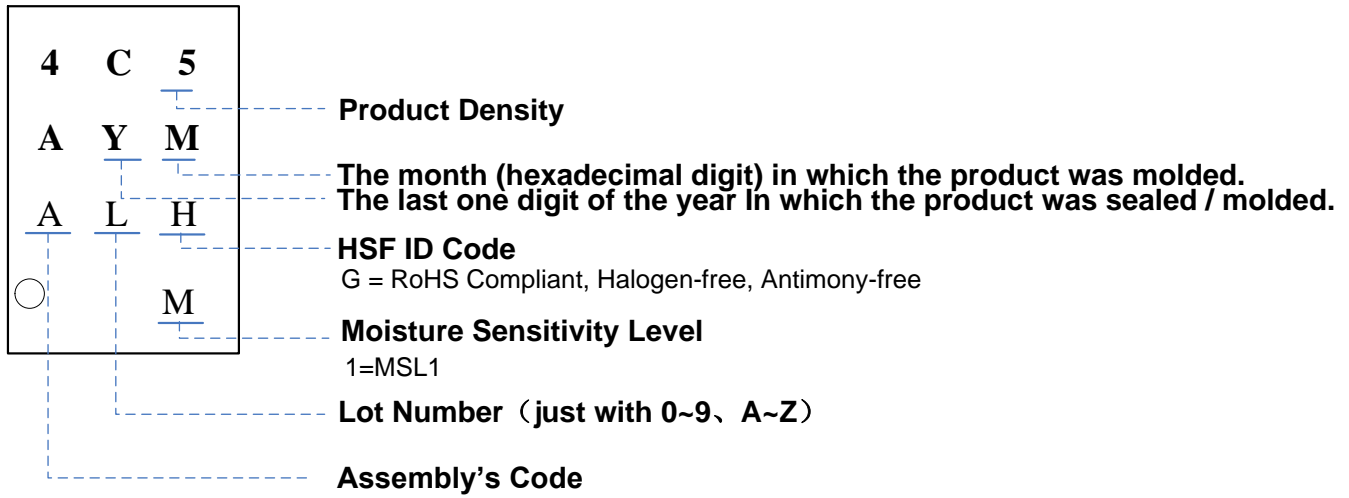 4 C 5
Product Density
A Y M
The month (hexadecimal digit) in which the product was molded.
The last one digit of the year In which the product was sealed / molded.
A L H
HSF ID Code
G = RoHS Compliant, Halogen-free, Antimony-free
M
Moisture Sensitivity Level
1=MSL1
Lot Number（just with 0~9、A~Z）
Assembly’s Code